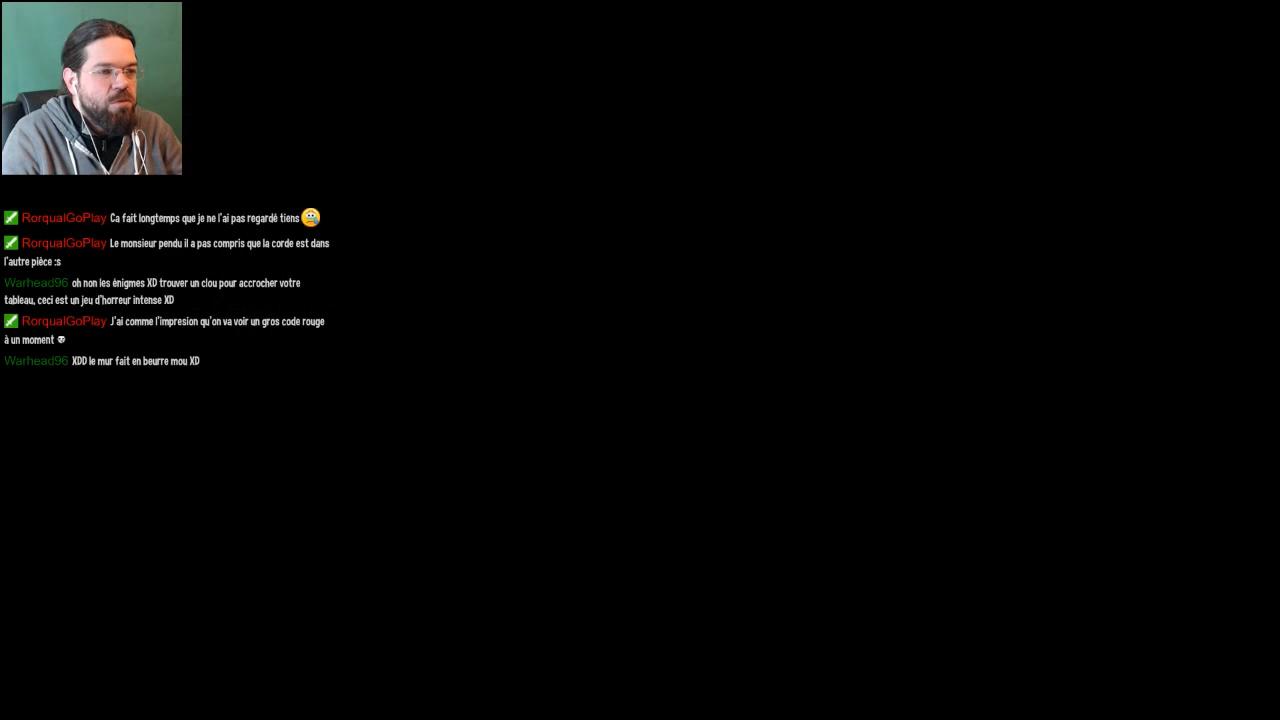 RorqualGoPlay Ca fait longtemps que je ne l'ai pas regardé tiens
RorqualGoPlay Le monsieur pendu il a pas compris que la corde est dans
l'autre pièce :s
Warhead96 oh non les énigmes XD trouver un clou pour accrocher votre
tableau, ceci est un jeu d'horreur intense XD
RorqualGoPlay J'ai comme l'impresion qu'on va voir un gros code rouge
à un moment
Warhead96 XDD le mur fait en beurre mou XD